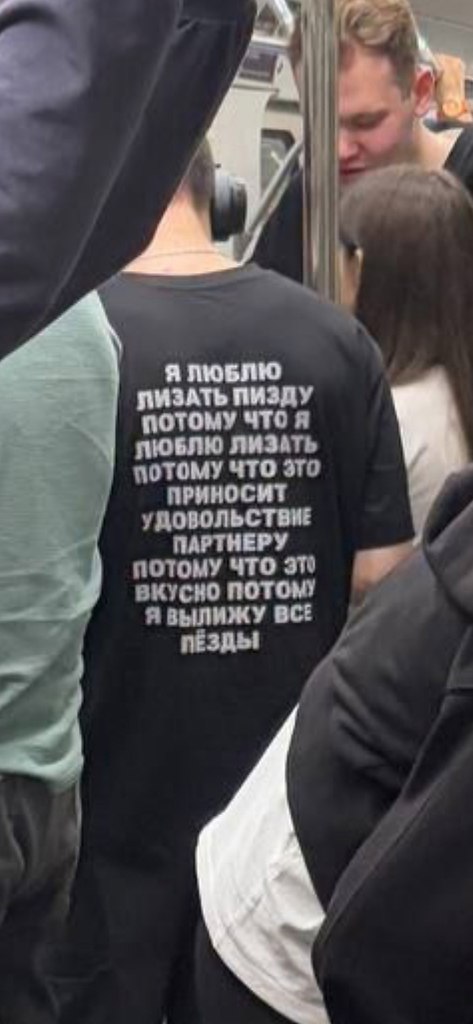 Я ЛЮБЛЮ
ЛИЗАТЬ ПИЗДУ
ПОТОМУ ЧТО Я
ЛЮБЛЮ ЛИЗАТЬ
ПОТОМУ ЧТО ЭТО
ПРИНОСИТ
УДОВОЛЬСТВИЕ
ПАРТНЕРУ
ПОТОМУ ЧТО ЭТО
ВКУСНО ПОТОМУ
Я ВЫЛИЖУ ВСЕ
ПЁЗДЫ